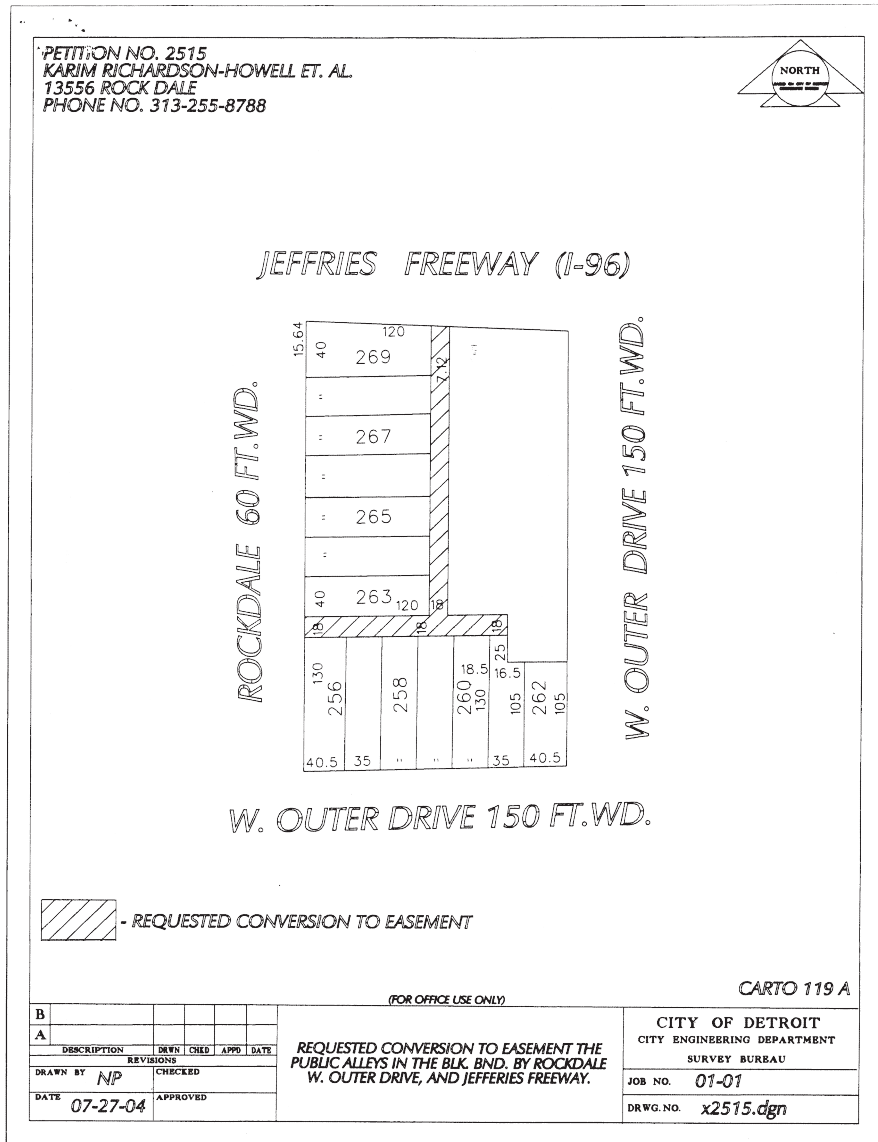 PETITION NO. 2515
KARIM RICHARDSON-HOWELL ET. AL.
13556 ROCK DALE
PHONE NO. 313-255-8788
NORTH
JEFFRIES FREEWAY (I-96)
ROCKDALE 60 FT.WD.
W. OUTER DRIVE 150 FT.WD.
15.64
40
120
269
7.12
"
"
267
"
"
265
"
40
263
120
18
18
18
18
25
130
256
258
18.5
260
130
16.5
105
262
105
40.5
35
"
"
"
35
40.5
W. OUTER DRIVE 150 FT.WD.
- REQUESTED CONVERSION TO EASEMENT
CARTO 119 A
(FOR OFFICE USE ONLY)
B
A
DESCRIPTION DRWN CHKD APPD DATE
REVISIONS
DRAWN BY NP
CHECKED
DATE 07-27-04
APPROVED
REQUESTED CONVERSION TO EASEMENT THE
PUBLIC ALLEYS IN THE BLK. BND. BY ROCKDALE
W. OUTER DRIVE, AND JEFFERIES FREEWAY.
CITY OF DETROIT
CITY ENGINEERING DEPARTMENT
SURVEY BUREAU
JOB NO. 01-01
DRWG. NO. x2515.dgn